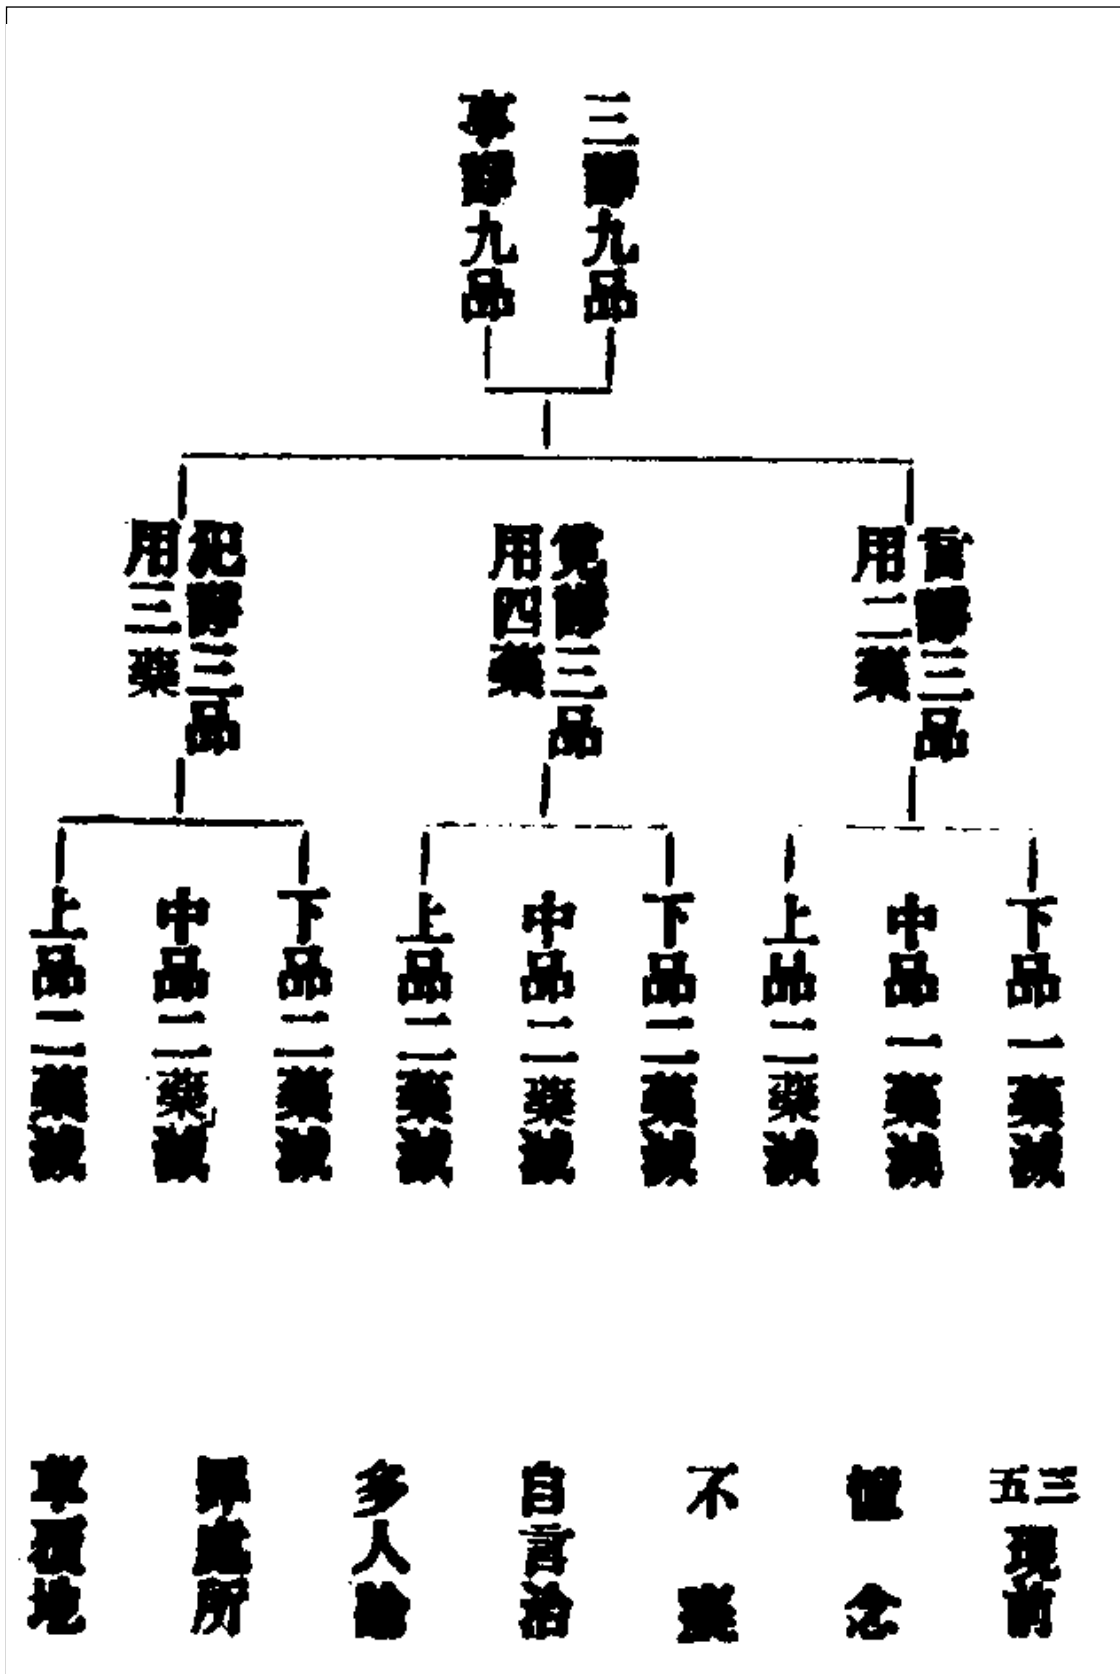 三諍九品
事諍九品
言諍三品
用二藥
覓諍三品
用四藥
犯諍三品
用三藥
下品一藥滅
中品一藥滅
上品二藥滅
下品二藥滅
中品二藥滅
上品二藥滅
下品二藥滅
中品二藥滅
上品二藥滅
三五現前
憶念
不癡
自言治
多人語
罪處所
草覆地